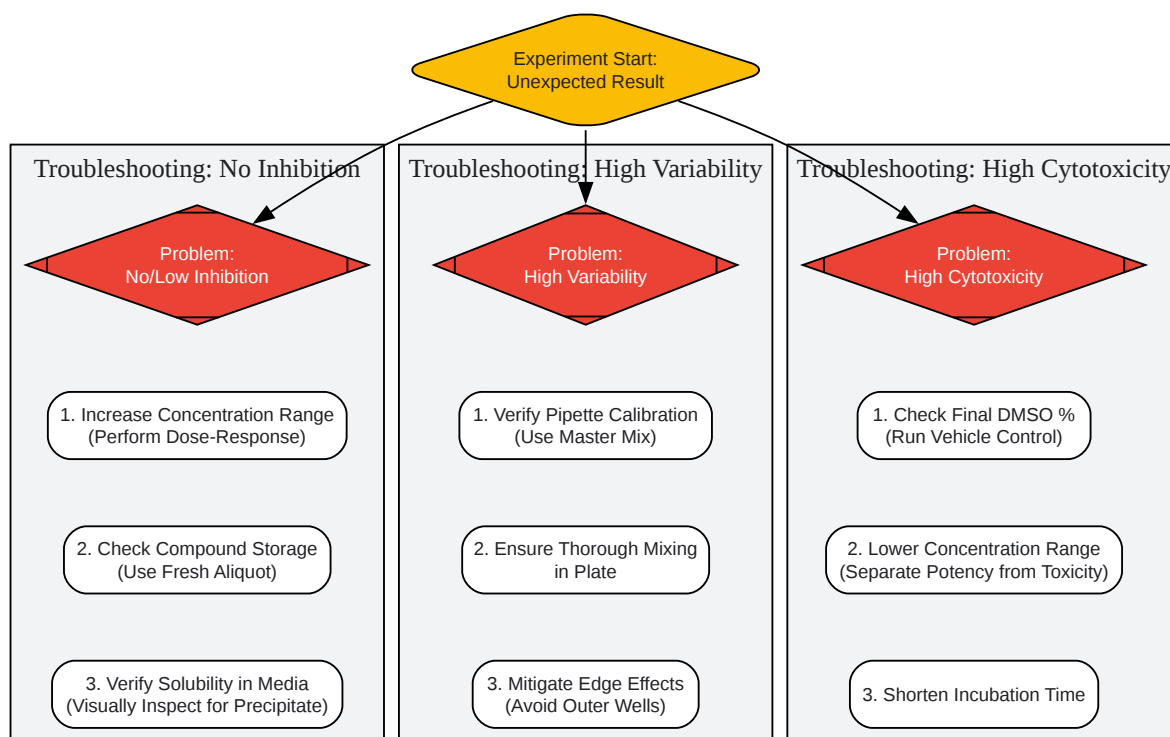 Experiment Start:
Unexpected Result
Troubleshooting: No Inhibition
Problem:
No/Low Inhibition
1. Increase Concentration Range
(Perform Dose-Response)
2. Check Compound Storage
(Use Fresh Aliquot)
3. Verify Solubility in Media
(Visually Inspect for Precipitate)
Troubleshooting: High Variability
Problem:
High Variability
1. Verify Pipette Calibration
(Use Master Mix)
2. Ensure Thorough Mixing
in Plate
3. Mitigate Edge Effects
(Avoid Outer Wells)
Troubleshooting: High Cytotoxicity
Problem:
High Cytotoxicity
1. Check Final DMSO %
(Run Vehicle Control)
2. Lower Concentration Range
(Separate Potency from Toxicity)
3. Shorten Incubation Time